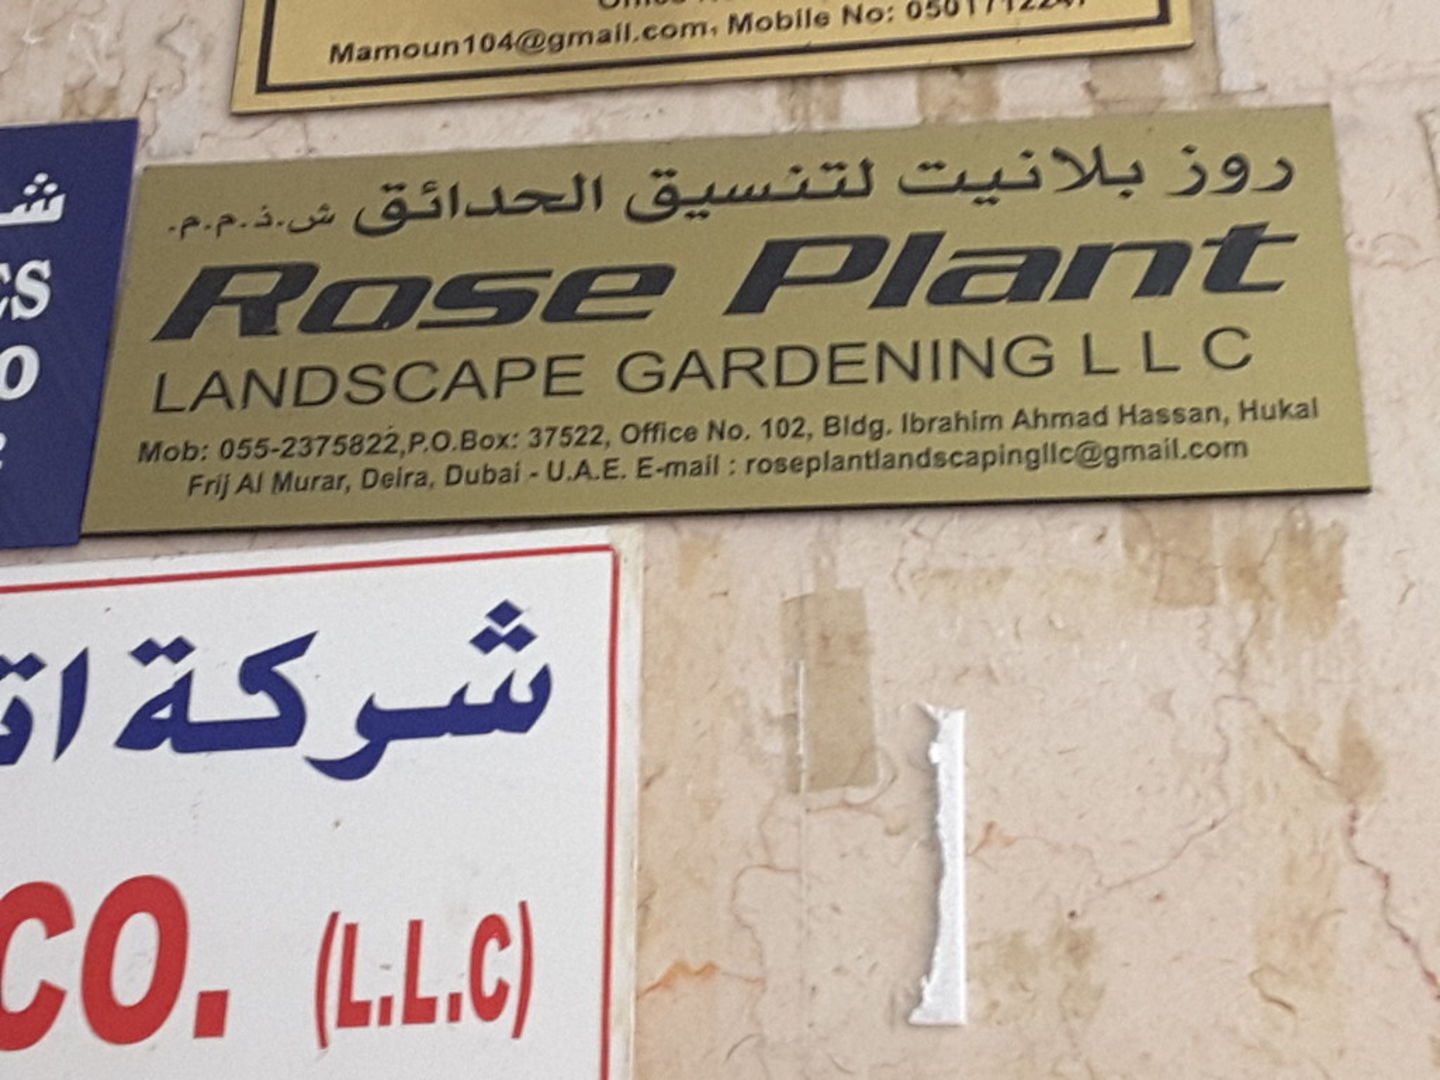 Mamoun104@gmail.com, Mobile No: 0501712247
روز بلانيت لتنسيق الحدائق ش.ذ.م.م.
Rose Plant
LANDSCAPE GARDENING L L C
Mob: 055-2375822,P.O.Box: 37522, Office No. 102, Bldg. Ibrahim Ahmad Hassan, Hukal
Frij Al Murar, Deira, Dubai - U.A.E. E-mail : roseplantlandscapingllc@gmail.com
شركة
CO. (L.L.C)